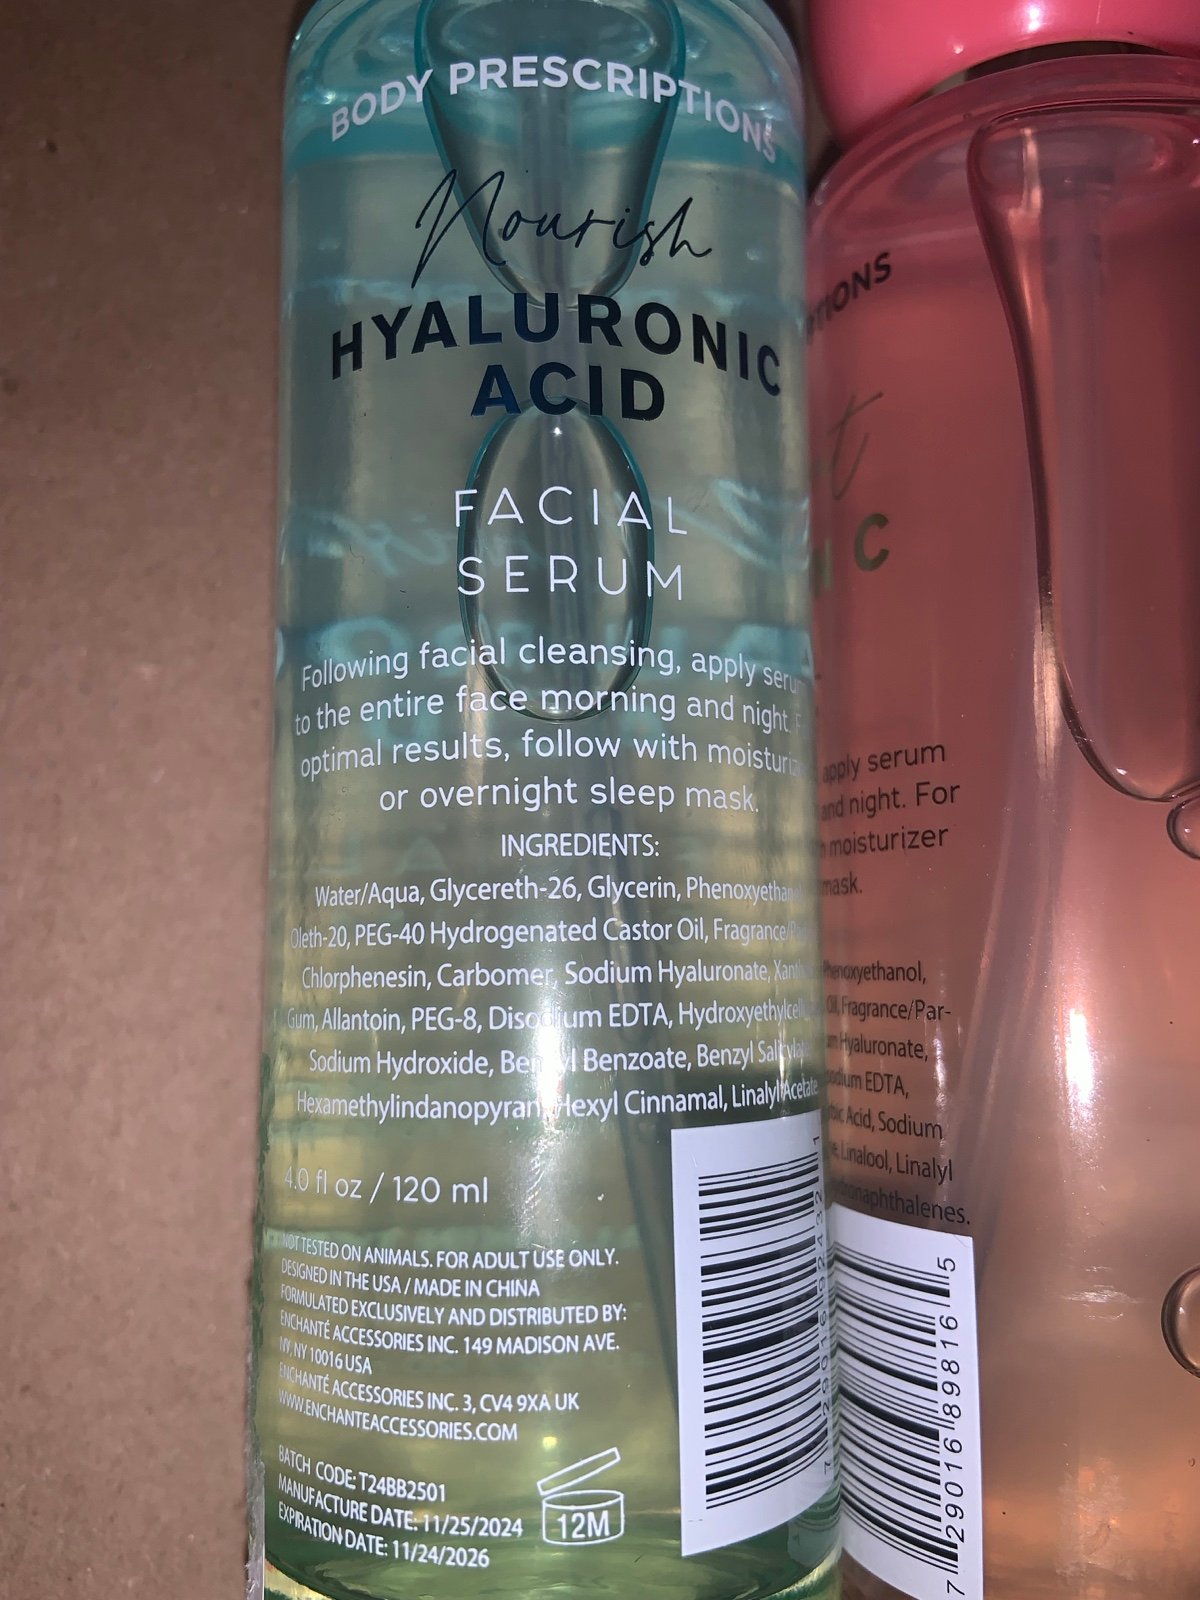 BODY PRESCRIPTIONS
Nourish
HYALURONIC
ACID
FACIAL
SERUM
Following facial cleansing, apply
to the entire face morning and night.
optimal results, follow with
or overnight sleep mask.
INGREDIENTS:
Water/Aqua, Glycereth-26, Glycerin,
Oleth-20, PEG-40 Hydrogenated Castor Oil,
Chlorphenesin, Carbomer, Sodium Hyaluronate,
Gum, Allantoin, PEG-8, Disodium EDTA,
Sodium Hydroxide, Benzyl Benzoate, Benzyl Salicylate
Hexamethylindanopyran, Hexyl Cinnamal, Linalyl Acetate
4.0 fl oz / 120 ml
NOT TESTED ON ANIMALS. FOR ADULT USE ONLY.
DESIGNED IN THE USA / MADE IN CHINA
FORMULATED EXCLUSIVELY AND DISTRIBUTED BY:
ENCHANTÉ ACCESSORIES INC. 149 MADISON AVE.
NY, NY 10016 USA
ENCHANTÉ ACCESSORIES INC. 3, CV4 9XA UK
WWW.ENCHANTEACCESSORIES.COM
BATCH CODE: T24BB2501
MANUFACTURE DATE: 11/25/2024
EXPIRATION DATE: 11/24/2026
12M
C
apply serum
and night. For
moisturizer
mask.
Phenoxyethanol,
Oil, Fragrance/Par-
Hyaluronate,
EDTA,
Acid, Sodium
Linalool, Linalyl
7 29016 89816 5